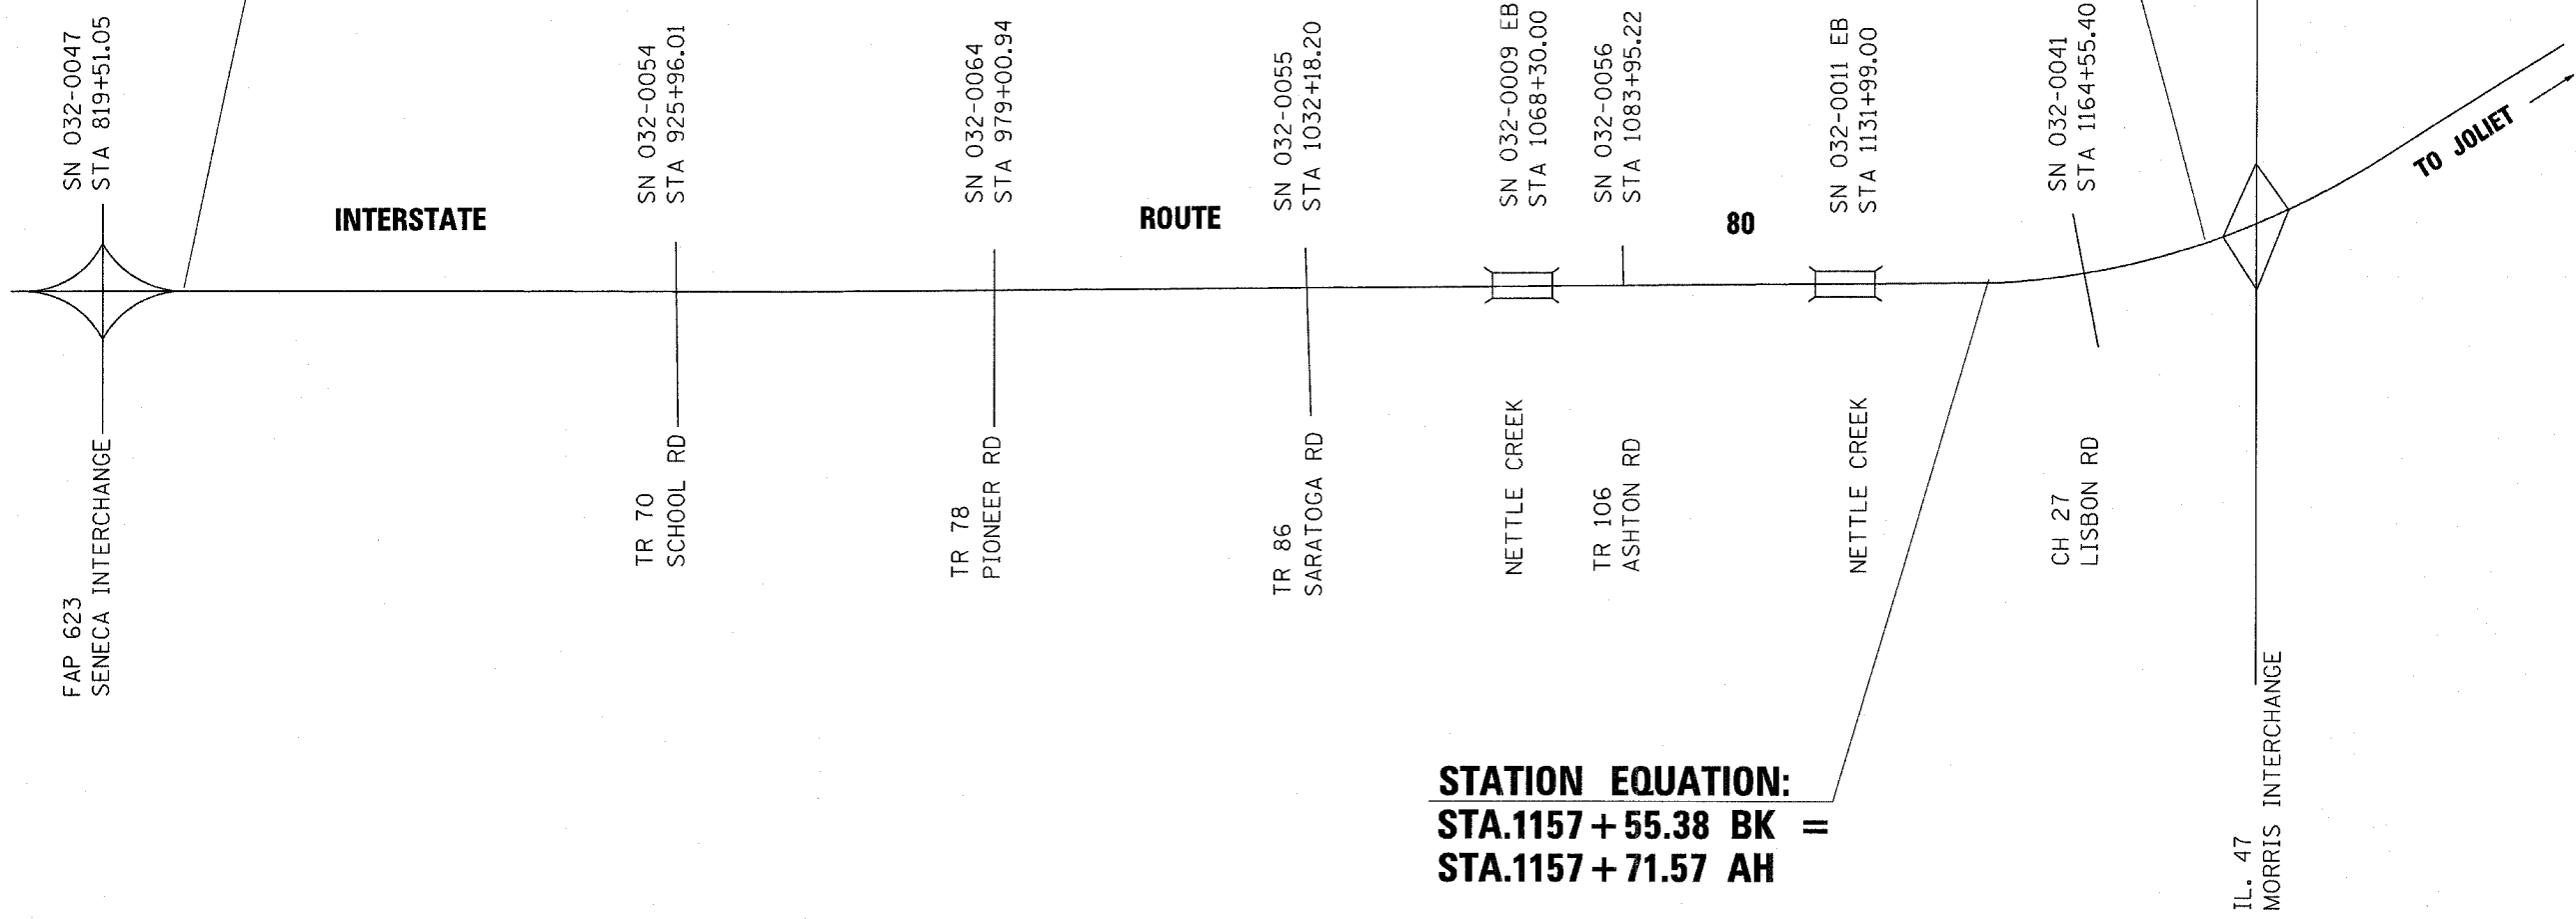 SN 032-0047
STA 819+51.05
SN 032-0054
STA 925+96.01
SN 032-0064
STA 979+00.94
SN 032-0055
STA 1032+18.20
SN 032-0009 EB
STA 1068+30.00
SN 032-0056
STA 1083+95.22
SN 032-0011 EB
STA 1131+99.00
SN 032-0041
STA 1164+55.40
INTERSTATE ROUTE 80
TO JOLIET
FAP 623
SENECA INTERCHANGE
TR 70
SCHOOL RD
TR 78
PIONEER RD
TR 86
SARATOGA RD
NETTLE CREEK
TR 106
ASHTON RD
NETTLE CREEK
CH 27
LISBON RD
IL. 47
MORRIS INTERCHANGE
STATION EQUATION:
STA.1157+55.38 BK =
STA.1157+71.57 AH